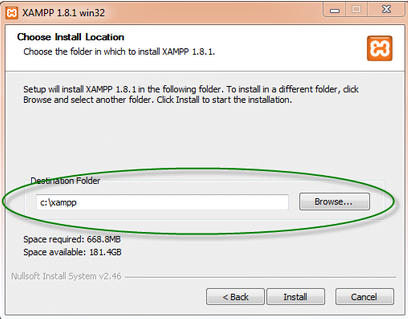 XAMPP 1.8.1 win32
Choose Install Location
Choose the folder in which to install XAMPP 1.8.1.
Setup will install XAMPP 1.8.1 in the following folder. To install in a different folder, click
Browse and select another folder. Click Install to start the installation.
Destination Folder
c:\xampp
Browse...
Space required: 668.8MB
Space available: 181.4GB
Nullsoft Install System v2.46
< Back
Install
Cancel